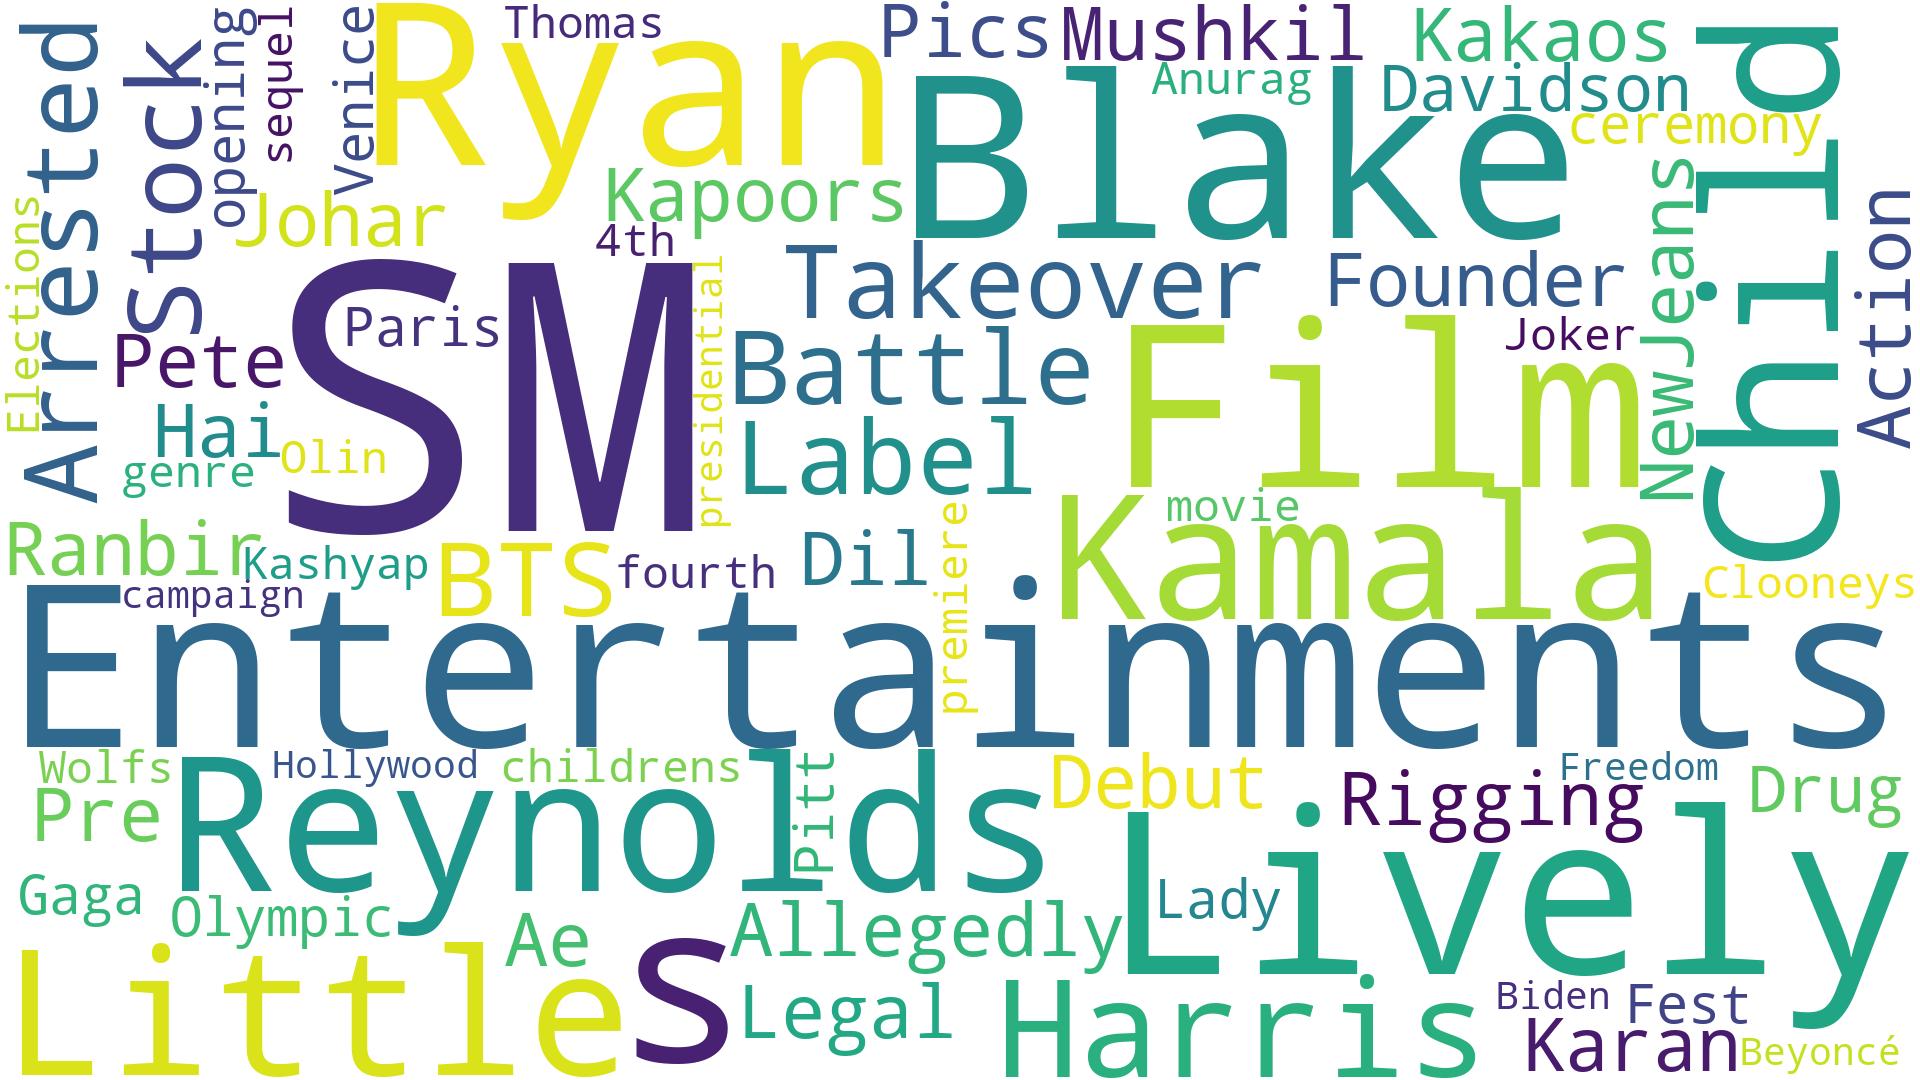 Arrested
Stock
opening
sequel
Venice
Ryan
Thomas
Pics
Mushkil
Kakaos
Child
Anurag
Davidson
Blake
ceremony
Elections
Johar
Kapoors
4th
NewJeans
Action
SM
Paris
presidential
Takeover
Founder
Joker
Pete
Battle
Film
Hai
genre
Olin
Label
Kamala
movie
Ranbir
Kashyap
BTS
fourth
Dil
premiere
campaign
Clooneys
Entertainments
Wolfs
Hollywood
childrens
Pitt
Debut
Rigging
Freedom
Drug
Pre
Reynolds
Lively
Gaga
Olympic
Ae
Allegedly
Lady
Little
s
Legal
Harris
Biden
Fest
Karan
Beyoncé